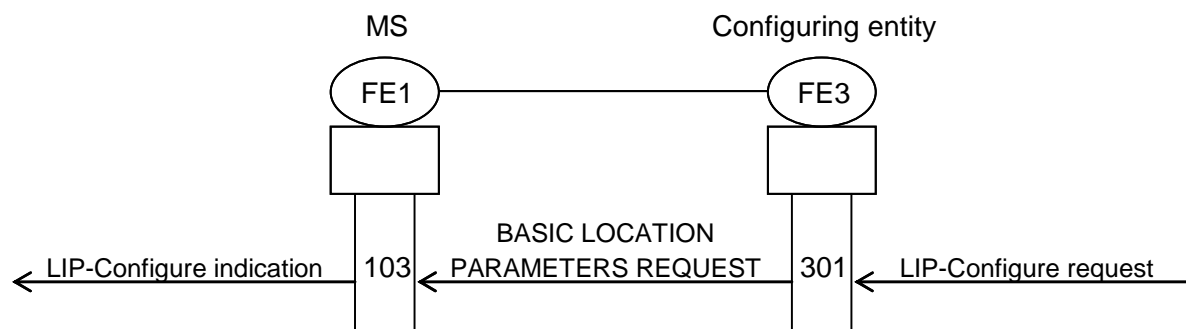 MS
Configuring entity
FE1
FE3
BASIC LOCATION
LIP-Configure indication
103
PARAMETERS REQUEST
301
LIP-Configure request